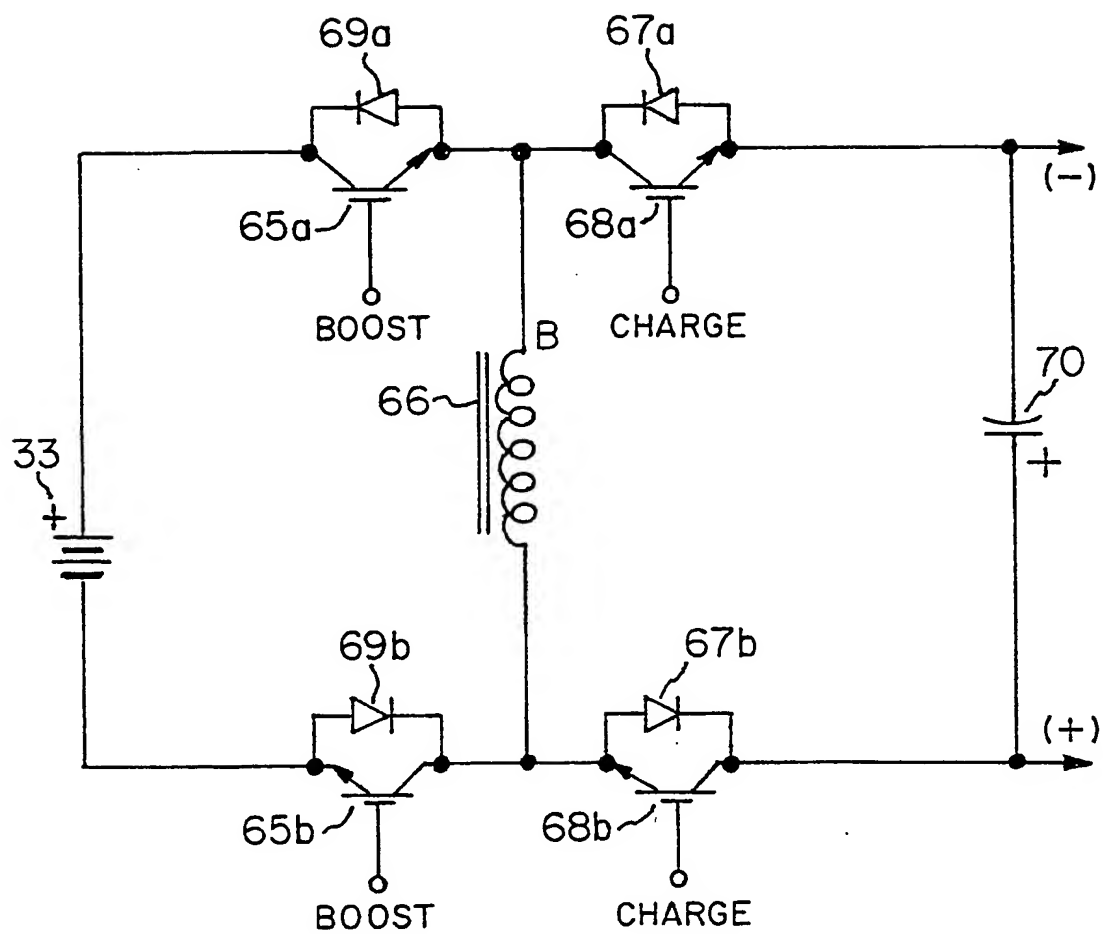 69a
67a
(-)
65a
68a
BOOST
CHARGE
B
66
70
33
+
+
69b
67b
(+)
65b
68b
BOOST
CHARGE